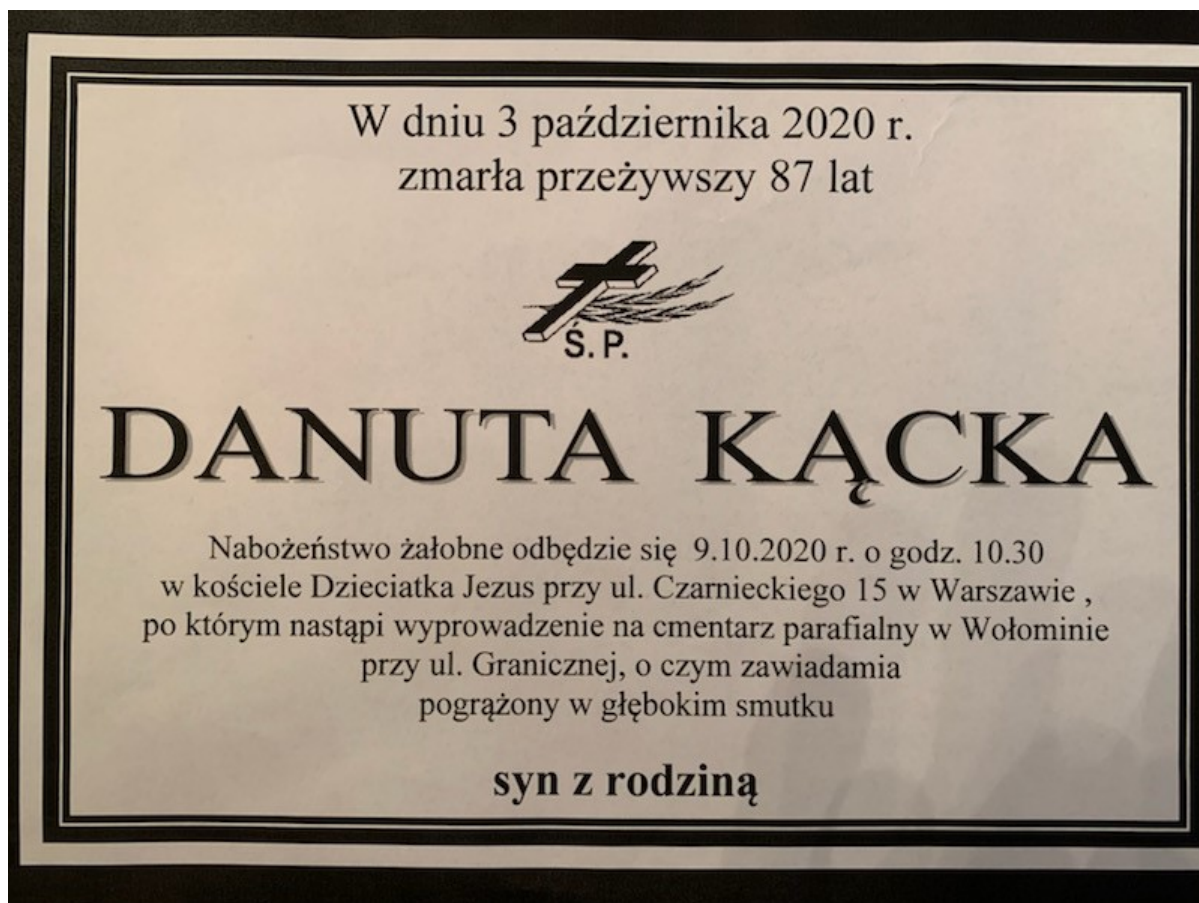 W dniu 3 października 2020 r.
zmarła przeżywszy 87 lat
Ś.P.
DANUTA KĄCKA
Nabożeństwo żałobne odbędzie się 9.10.2020 r. o godz. 10.30
w kościele Dzieciatka Jezus przy ul. Czarnieckiego 15 w Warszawie ,
po którym nastąpi wyprowadzenie na cmentarz parafialny w Wołominie
przy ul. Granicznej, o czym zawiadamia
pogrążony w głębokim smutku
syn z rodziną